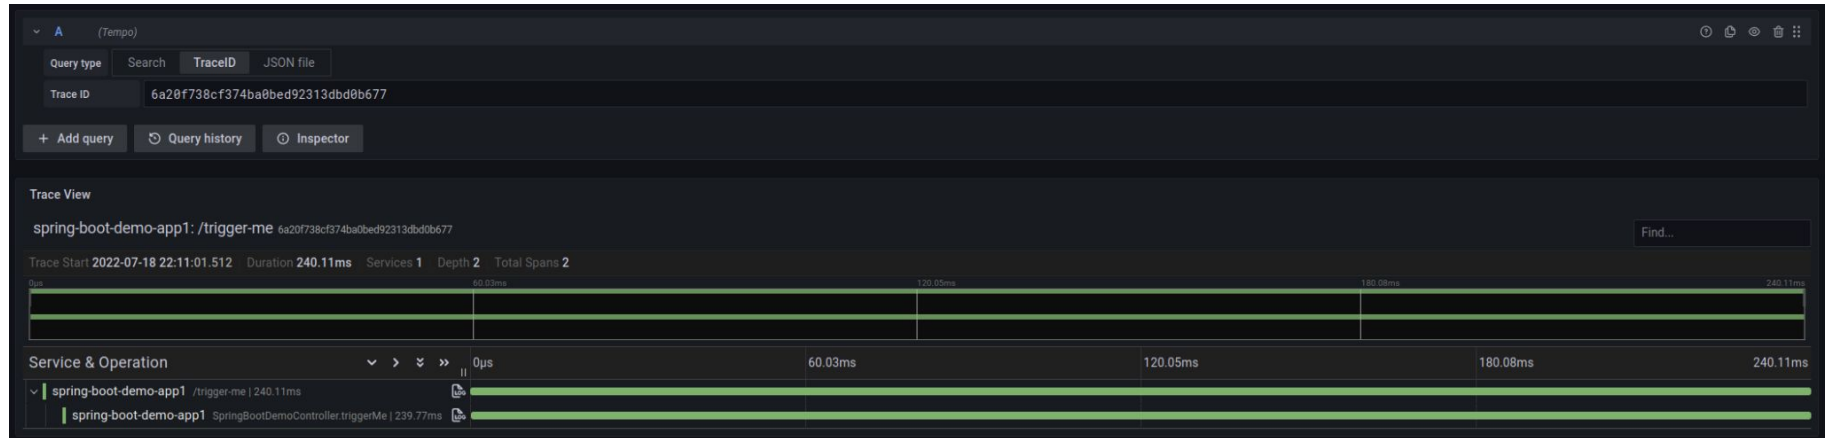 A (Tempo)
Query type Search TraceID JSON file
Trace ID 6a20f738cf374ba0bed92313dbd0b677
+ Add query Query history Inspector
Trace View
spring-boot-demo-app1: /trigger-me 6a20f738cf374ba0bed92313dbd0b677
Find...
Trace Start 2022-07-18 22:11:01.512 Duration 240.11ms Services 1 Depth 2 Total Spans 2
0μs 60.03ms 120.05ms 180.08ms 240.11ms
Service & Operation 0μs 60.03ms 120.05ms 180.08ms 240.11ms
spring-boot-demo-app1 /trigger-me | 240.11ms LOG
spring-boot-demo-app1 SpringBootDemoController.triggerMe | 239.77ms LOG